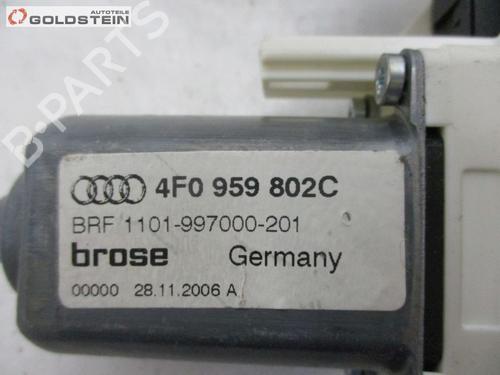 Autoteile
GOLDSTEIN
B-PARTS
4F0 959 802C
BRF 1101-997000-201
brose Germany
00000 28.11.2006 A